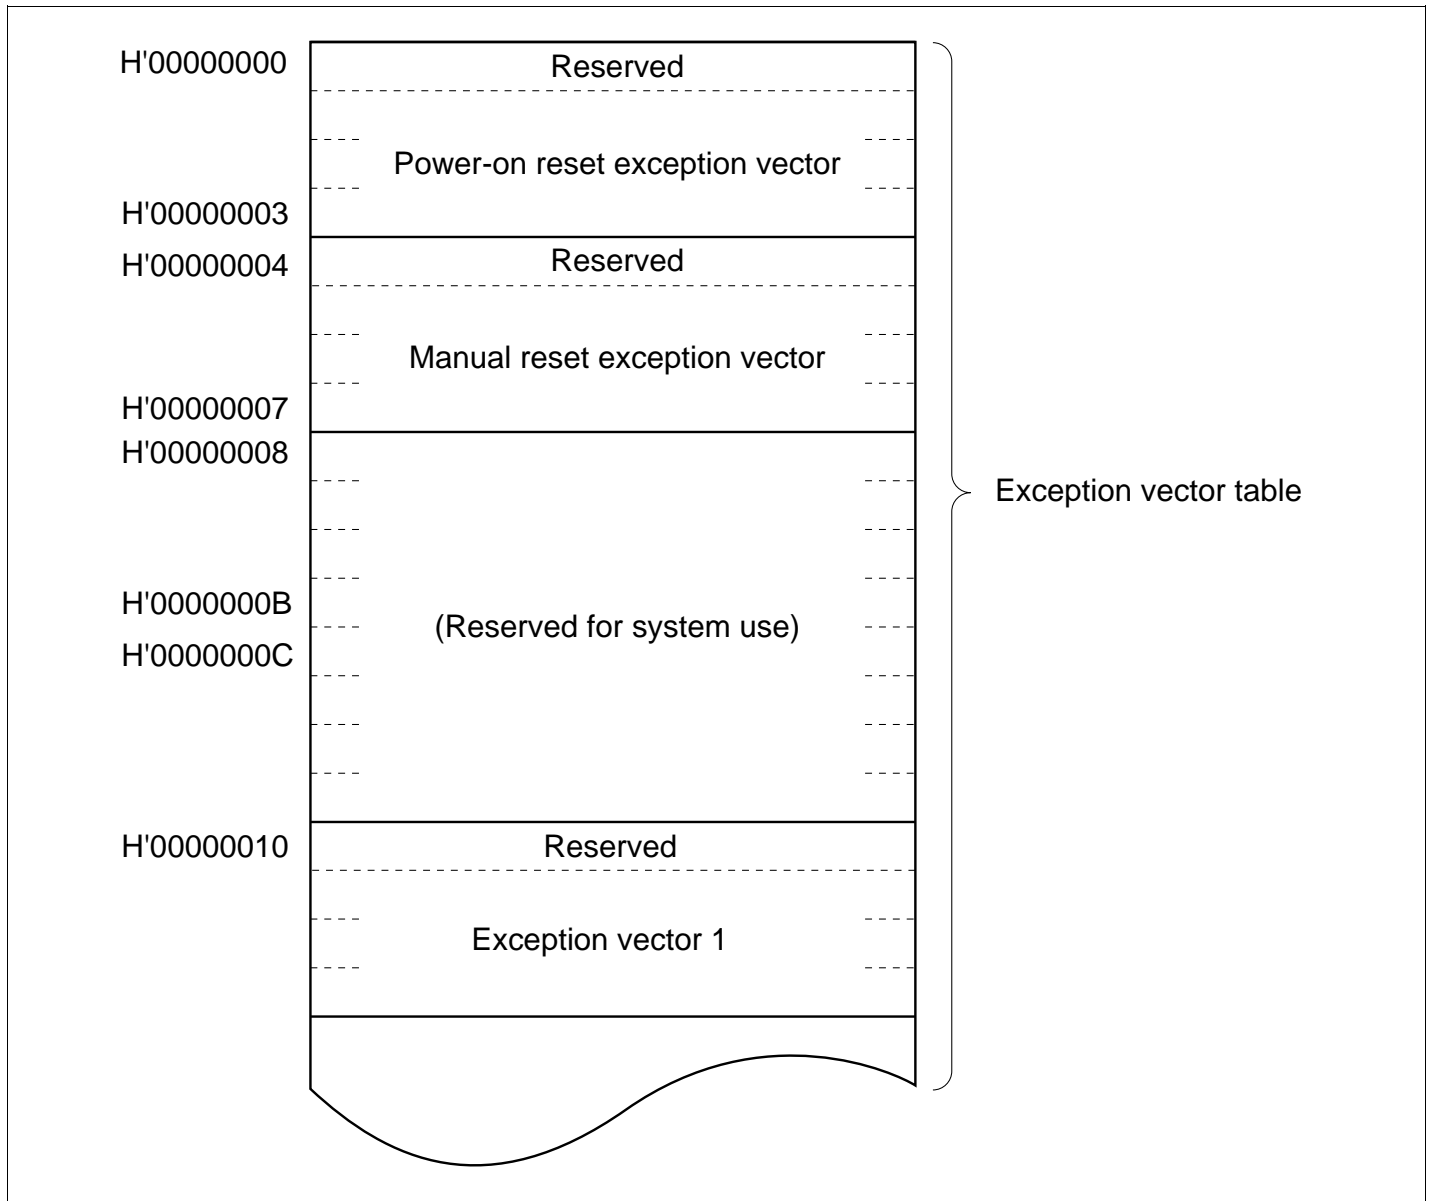 H'00000000 Reserved
Power-on reset exception vector
H'00000003
H'00000004 Reserved
Manual reset exception vector
H'00000007
H'00000008
Exception vector table
H'0000000B
(Reserved for system use)
H'0000000C
H'00000010 Reserved
Exception vector 1